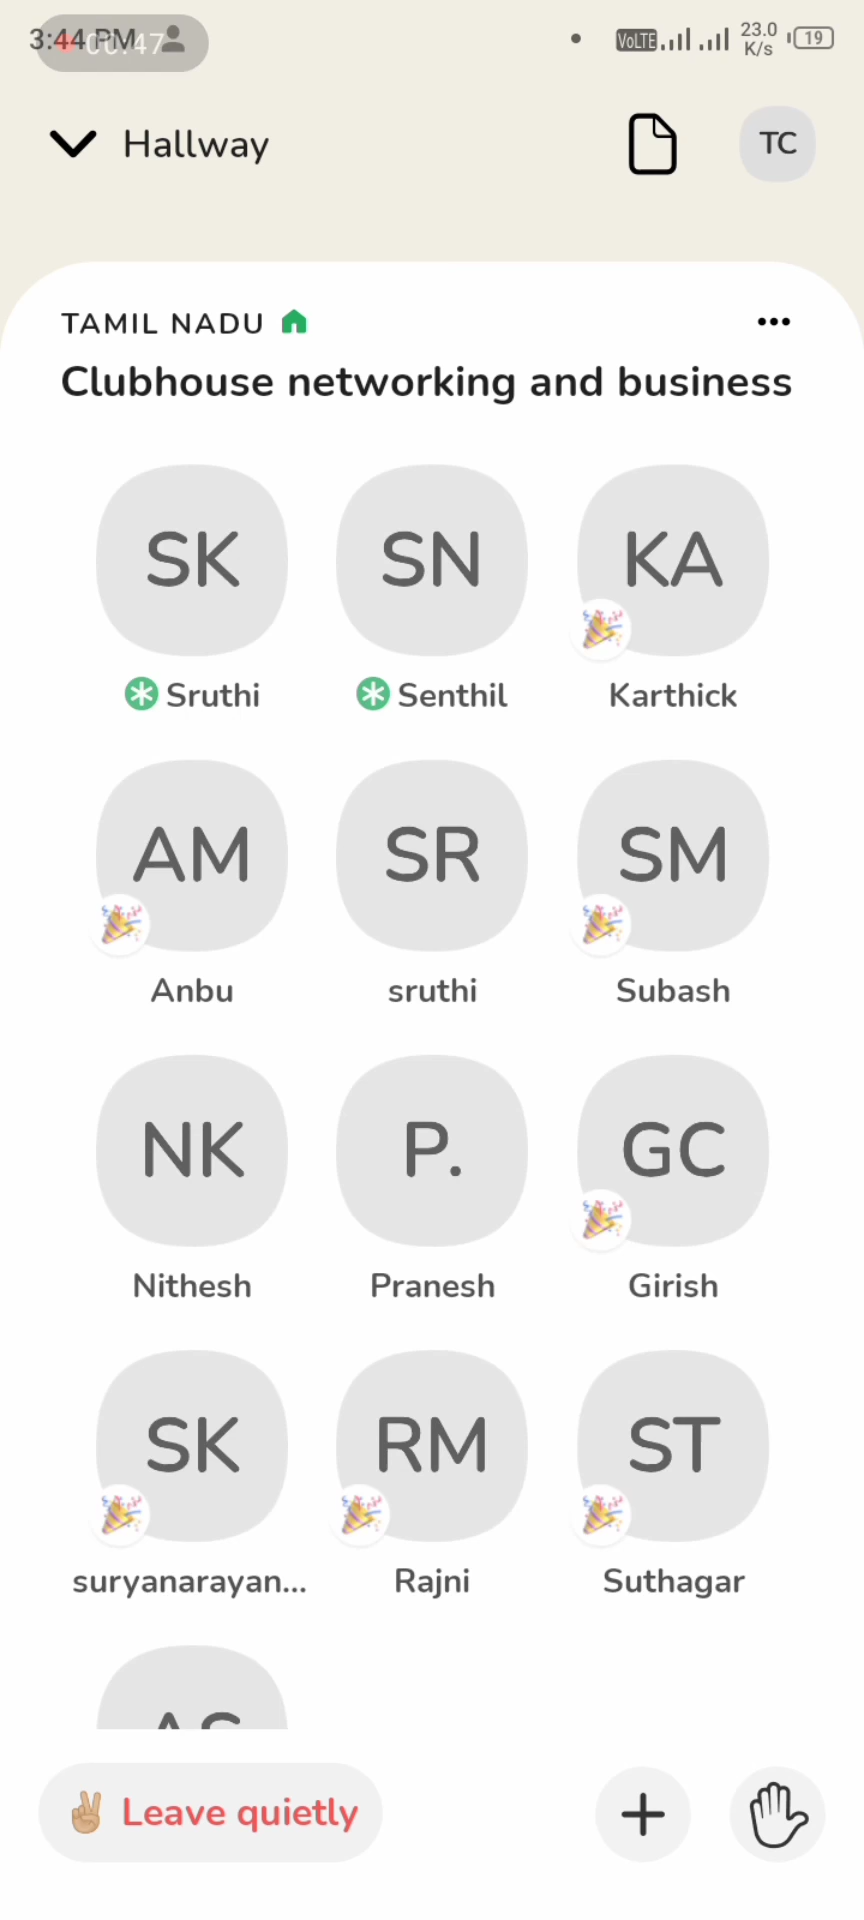 3:44 PM 00:47 VoLTE 23.0 K/s 19
Hallway TC
TAMIL NADU
Clubhouse networking and business
SK SN KA
Sruthi Senthil Karthick
AM SR SM
Anbu sruthi Subash
NK P. GC
Nithesh Pranesh Girish
SK RM ST
suryanarayan... Rajni Suthagar
Leave quietly